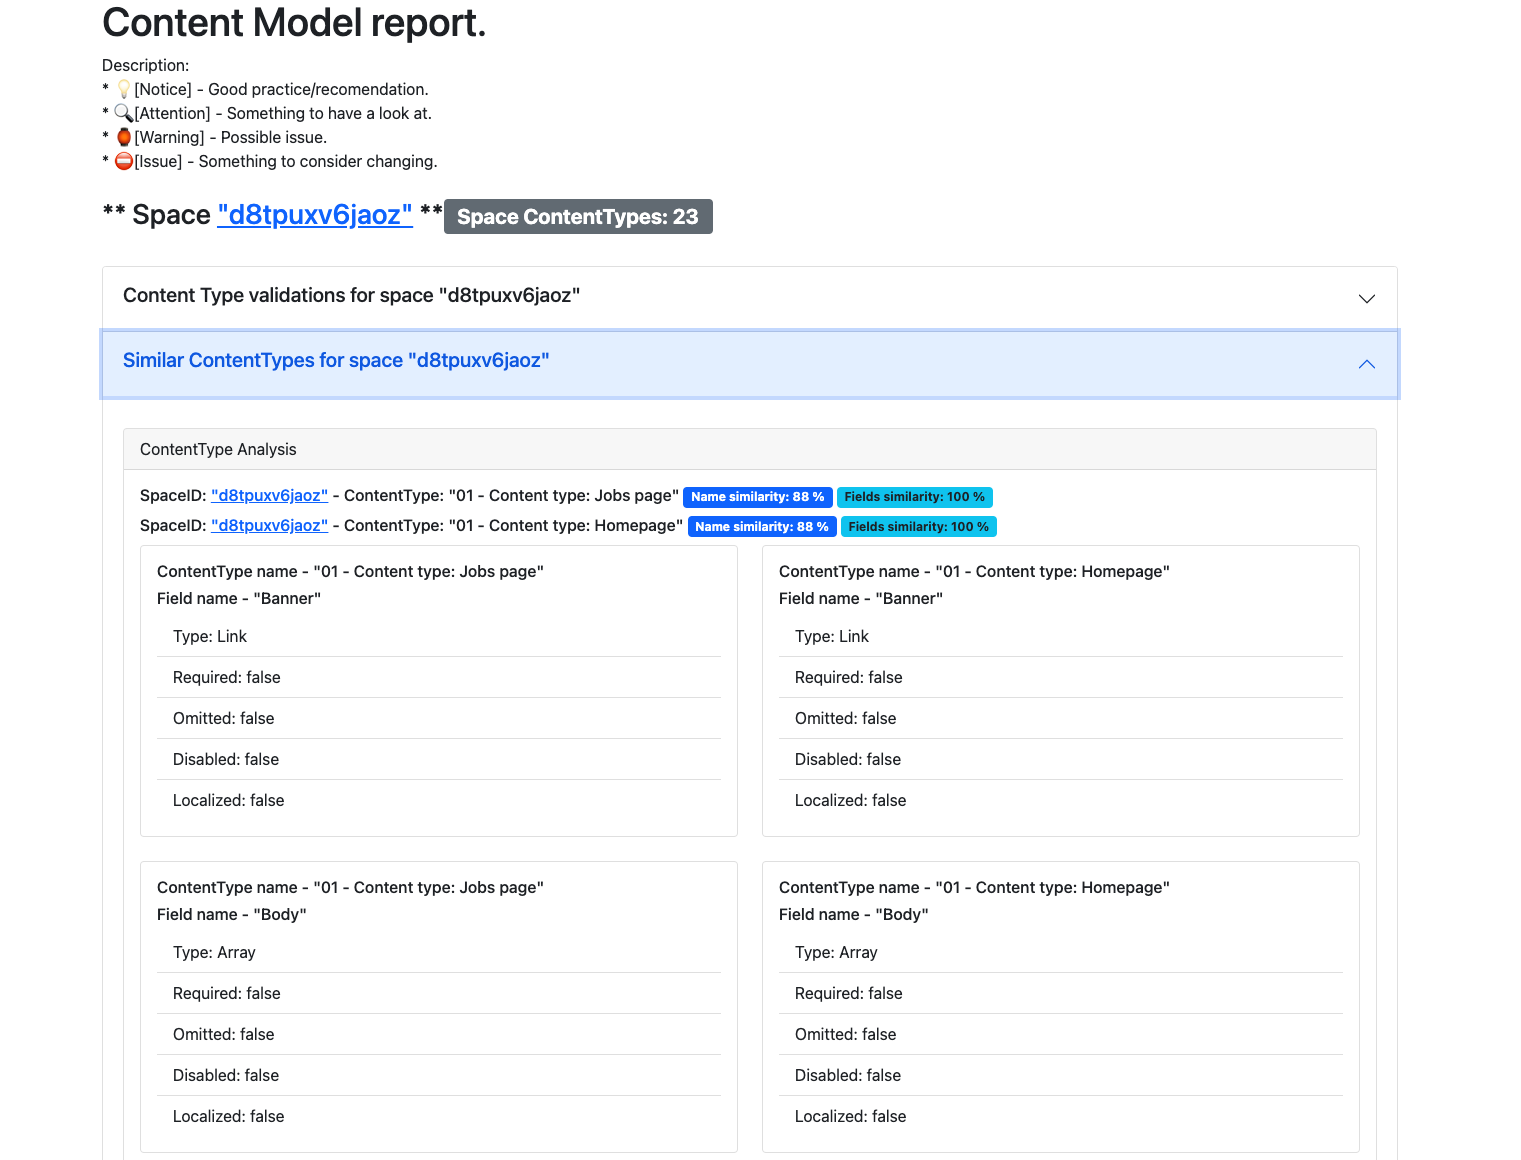 Content Model report.
Description:
* 💡[Notice] - Good practice/recomendation.
* 🔍[Attention] - Something to have a look at.
* 🏮[Warning] - Possible issue.
* ⛔[Issue] - Something to consider changing.
** Space "d8tpuxv6jaoz" ** Space ContentTypes: 23
Content Type validations for space "d8tpuxv6jaoz"
Similar ContentTypes for space "d8tpuxv6jaoz"
ContentType Analysis
SpaceID: "d8tpuxv6jaoz" - ContentType: "01 - Content type: Jobs page" Name similarity: 88 % Fields similarity: 100 %
SpaceID: "d8tpuxv6jaoz" - ContentType: "01 - Content type: Homepage" Name similarity: 88 % Fields similarity: 100 %
ContentType name - "01 - Content type: Jobs page"
Field name - "Banner"
Type: Link
Required: false
Omitted: false
Disabled: false
Localized: false
ContentType name - "01 - Content type: Homepage"
Field name - "Banner"
Type: Link
Required: false
Omitted: false
Disabled: false
Localized: false
ContentType name - "01 - Content type: Jobs page"
Field name - "Body"
Type: Array
Required: false
Omitted: false
Disabled: false
Localized: false
ContentType name - "01 - Content type: Homepage"
Field name - "Body"
Type: Array
Required: false
Omitted: false
Disabled: false
Localized: false